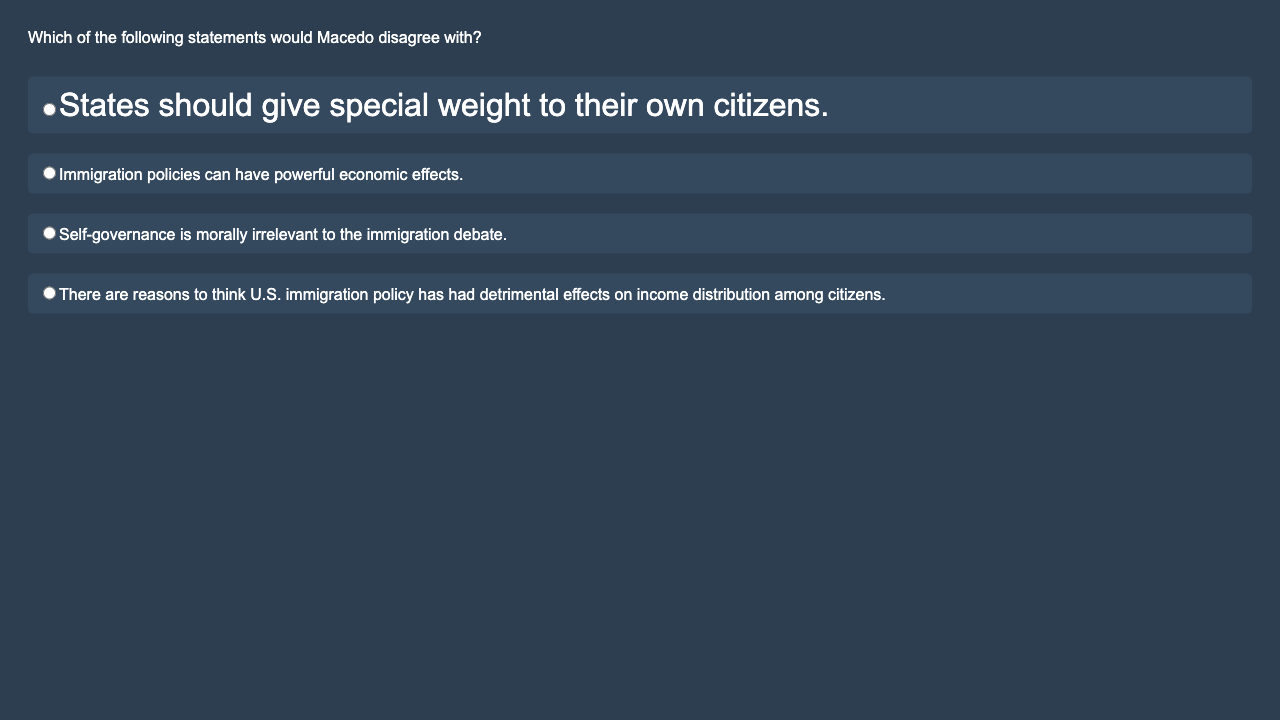 Which of the following statements would Macedo disagree with?
States should give special weight to their own citizens.
Immigration policies can have powerful economic effects.
Self-governance is morally irrelevant to the immigration debate.
There are reasons to think U.S. immigration policy has had detrimental effects on income distribution among citizens.